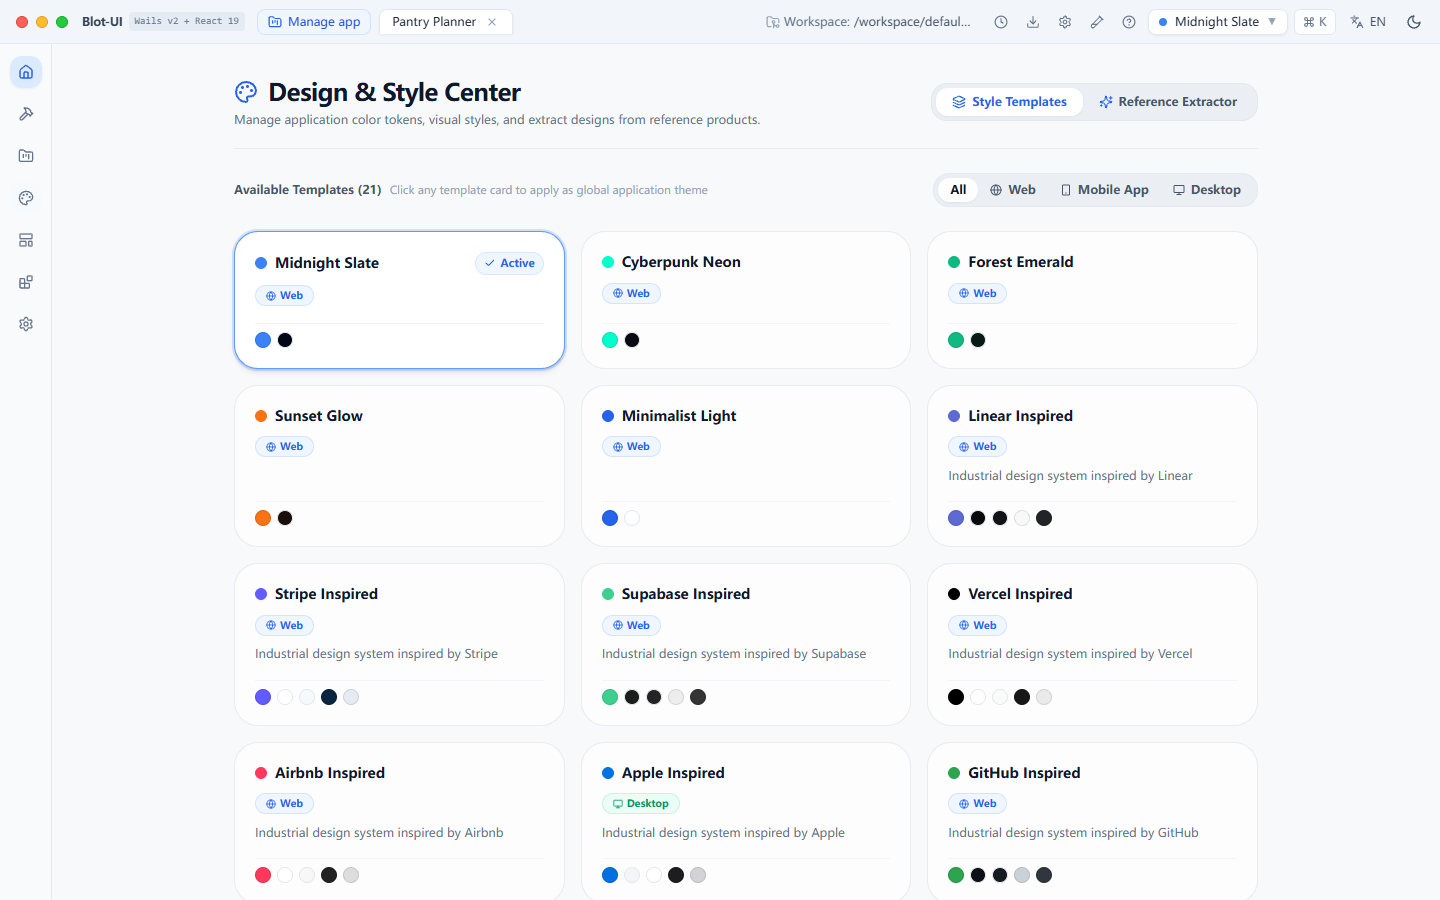 Blot-UI Wails v2 + React 19 Manage app Pantry Planner Workspace: /workspace/defaul... Midnight Slate ⌘ K EN
Design & Style Center
Manage application color tokens, visual styles, and extract designs from reference products.
Style Templates Reference Extractor
Available Templates (21) Click any template card to apply as global application theme
All Web Mobile App Desktop
Midnight Slate Active
Web
Cyberpunk Neon
Web
Forest Emerald
Web
Sunset Glow
Web
Minimalist Light
Web
Linear Inspired
Web
Industrial design system inspired by Linear
Stripe Inspired
Web
Industrial design system inspired by Stripe
Supabase Inspired
Web
Industrial design system inspired by Supabase
Vercel Inspired
Web
Industrial design system inspired by Vercel
Airbnb Inspired
Web
Industrial design system inspired by Airbnb
Apple Inspired
Desktop
Industrial design system inspired by Apple
GitHub Inspired
Web
Industrial design system inspired by GitHub